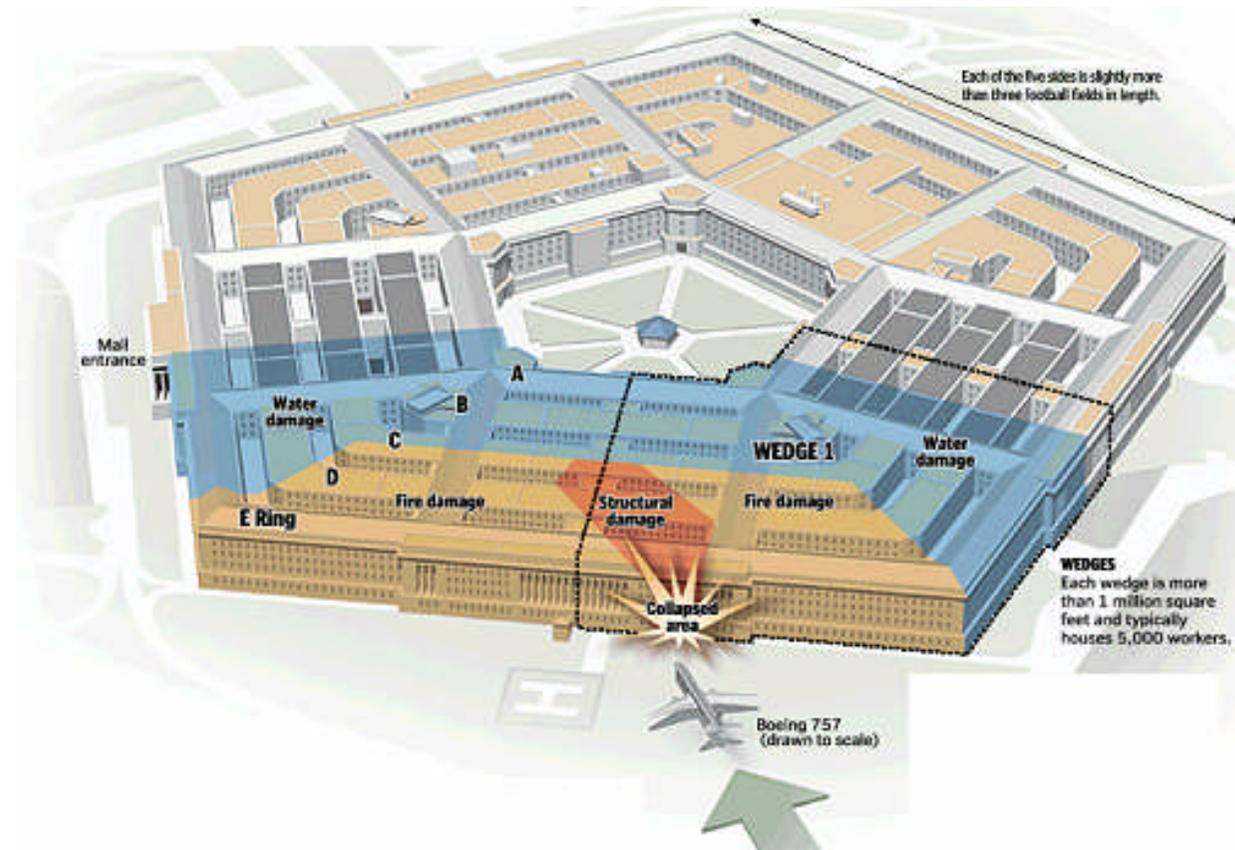 Each of the five sides is slightly more
than three football fields in length.
Mall
entrance
A
Water
damage
B
C
WEDGE 1
Water
damage
D
Fire damage
Structural
damage
Fire damage
E Ring
WEDGES
Each wedge is more
than 1 million square
feet and typically
houses 5,000 workers.
Collapsed
area
H
Boeing 757
(drawn to scale)